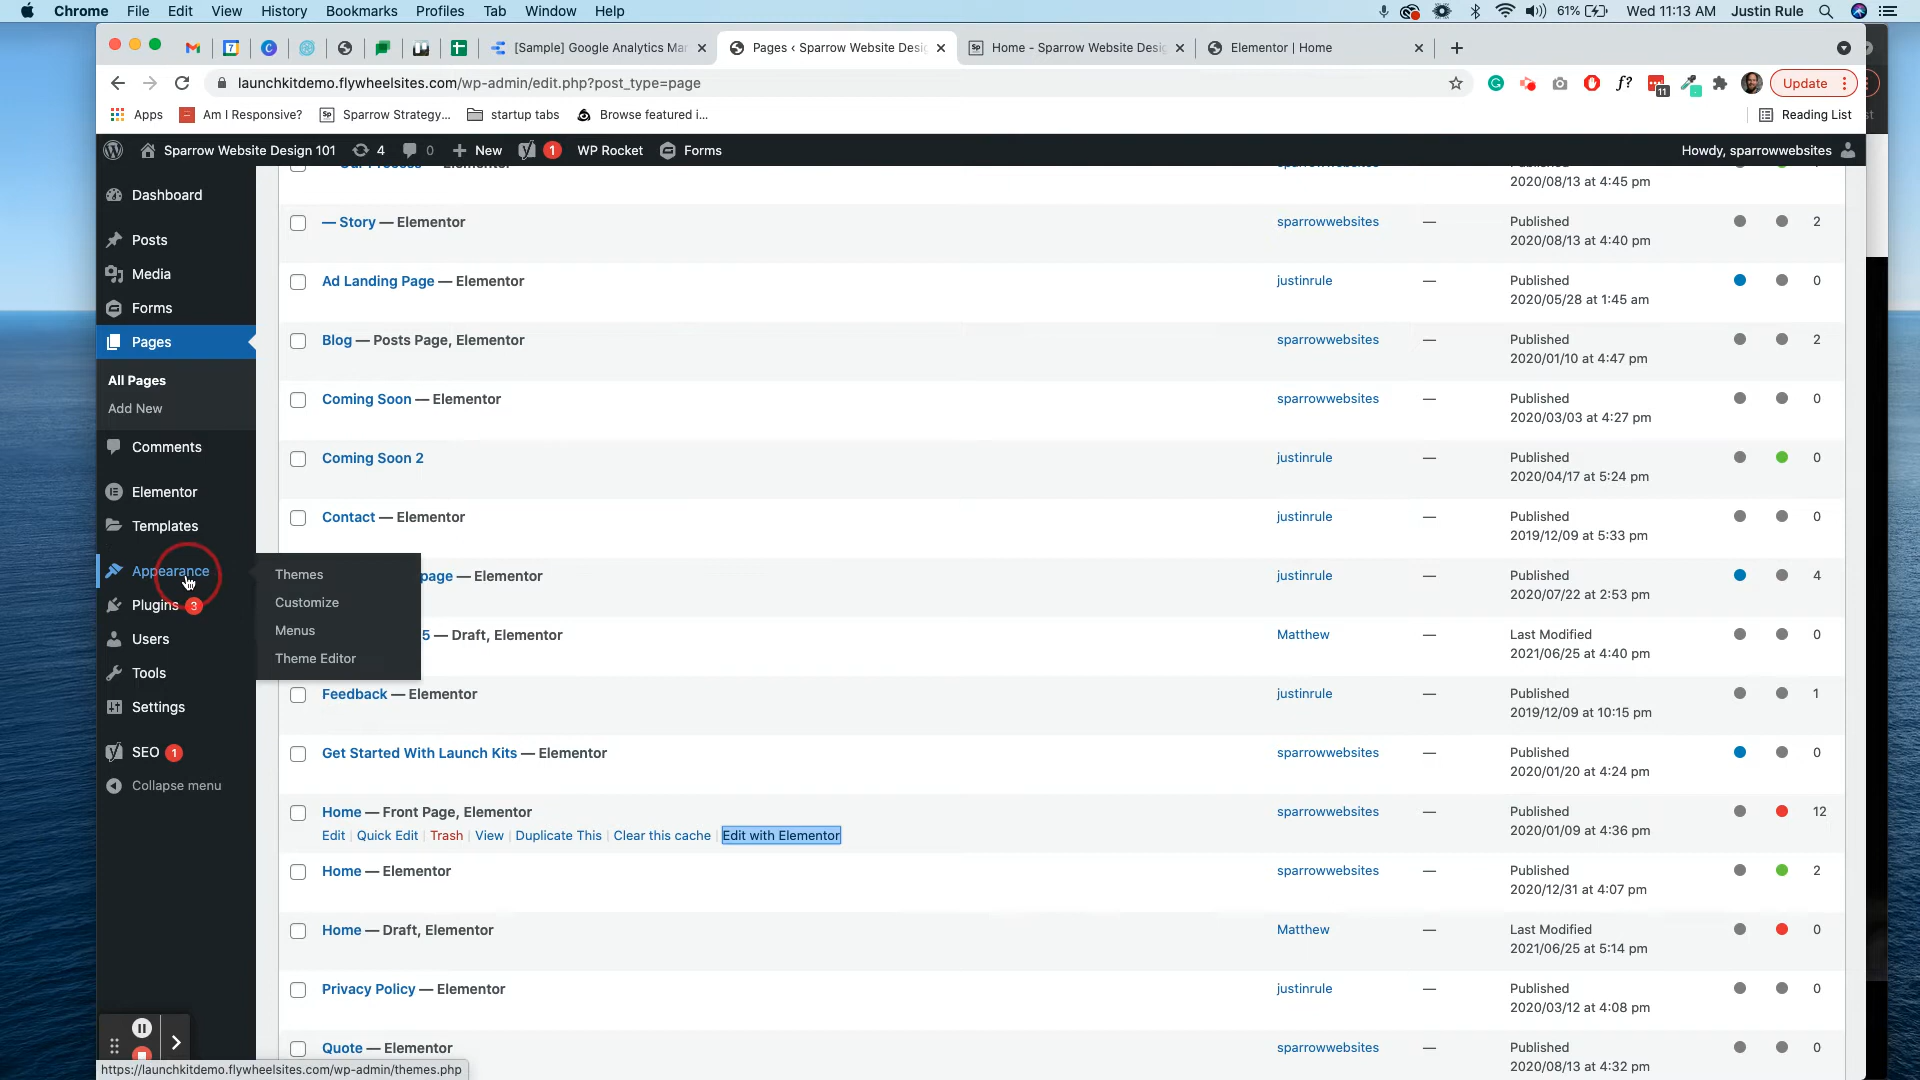 Chrome File Edit View History Bookmarks Profiles Tab Window Help 61% Wed 11:13 AM Justin Rule
[Sample] Google Analytics Mar Pages ‹ Sparrow Website Desig Home - Sparrow Website Desig Elementor | Home
launchkitdemo.flywheelsites.com/wp-admin/edit.php?post_type=page f? 11 Update
Apps Am I Responsive? Sp Sparrow Strategy... startup tabs Browse featured i... Reading List
Sparrow Website Design 101 4 0 New 1 WP Rocket Forms Howdy, sparrowwebsites
Dashboard
Posts
Media
Forms
Pages
All Pages
Add New
Comments
Elementor
Templates
Appearance
Plugins 3
Users
Tools
Settings
SEO 1
Collapse menu
Themes
Customize
Menus
Theme Editor
2020/08/13 at 4:45 pm
— Story — Elementor sparrowwebsites — Published 2
2020/08/13 at 4:40 pm
Ad Landing Page — Elementor justinrule — Published 0
2020/05/28 at 1:45 am
Blog — Posts Page, Elementor sparrowwebsites — Published 2
2020/01/10 at 4:47 pm
Coming Soon — Elementor sparrowwebsites — Published 0
2020/03/03 at 4:27 pm
Coming Soon 2 justinrule — Published 0
2020/04/17 at 5:24 pm
Contact — Elementor justinrule — Published 0
2019/12/09 at 5:33 pm
page — Elementor justinrule — Published 4
2020/07/22 at 2:53 pm
5 — Draft, Elementor Matthew — Last Modified 0
2021/06/25 at 4:40 pm
Feedback — Elementor justinrule — Published 1
2019/12/09 at 10:15 pm
Get Started With Launch Kits — Elementor sparrowwebsites — Published 0
2020/01/20 at 4:24 pm
Home — Front Page, Elementor sparrowwebsites — Published 12
Edit | Quick Edit | Trash | View | Duplicate This | Clear this cache | Edit with Elementor 2020/01/09 at 4:36 pm
Home — Elementor sparrowwebsites — Published 2
2020/12/31 at 4:07 pm
Home — Draft, Elementor Matthew — Last Modified 0
2021/06/25 at 5:14 pm
Privacy Policy — Elementor justinrule — Published 0
2020/03/12 at 4:08 pm
Quote — Elementor sparrowwebsites — Published 0
2020/08/13 at 4:32 pm
https://launchkitdemo.flywheelsites.com/wp-admin/themes.php